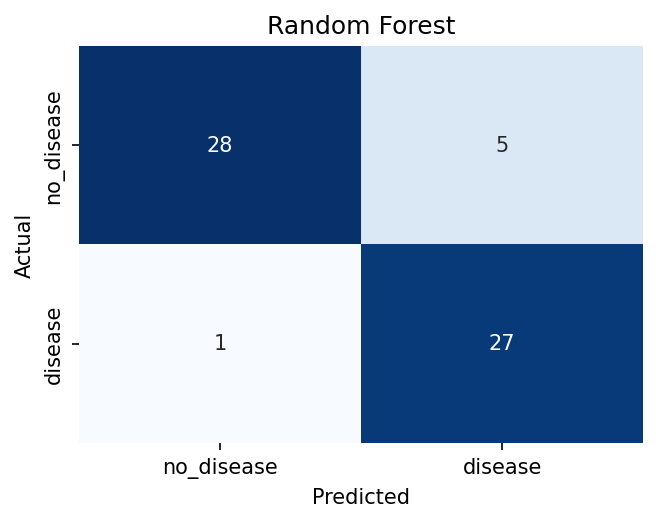 Random Forest
Actual
no_disease
28
5
disease
1
27
no_disease
disease
Predicted